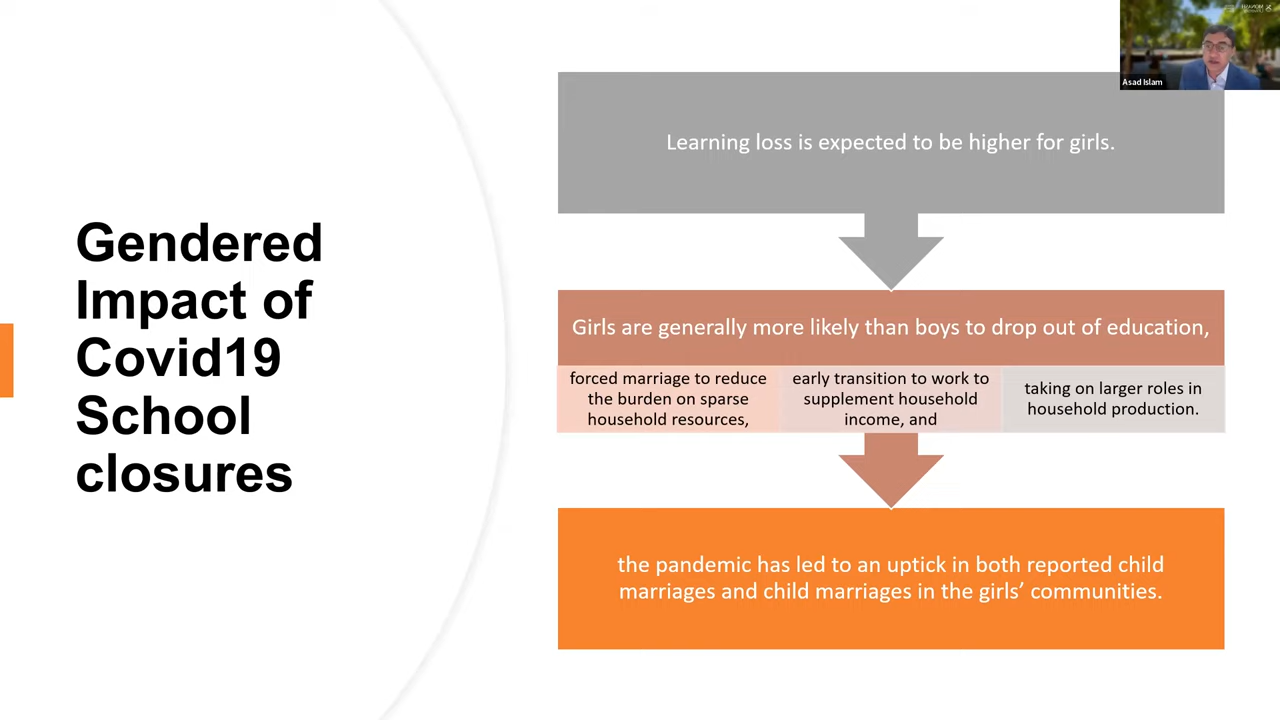 Gendered
Impact of
Covid19
School
closures
Learning loss is expected to be higher for girls.
Girls are generally more likely than boys to drop out of education,
forced marriage to reduce
the burden on sparse
household resources,
early transition to work to
supplement household
income, and
taking on larger roles in
household production.
the pandemic has led to an uptick in both reported child
marriages and child marriages in the girls’ communities.
Asad Islam